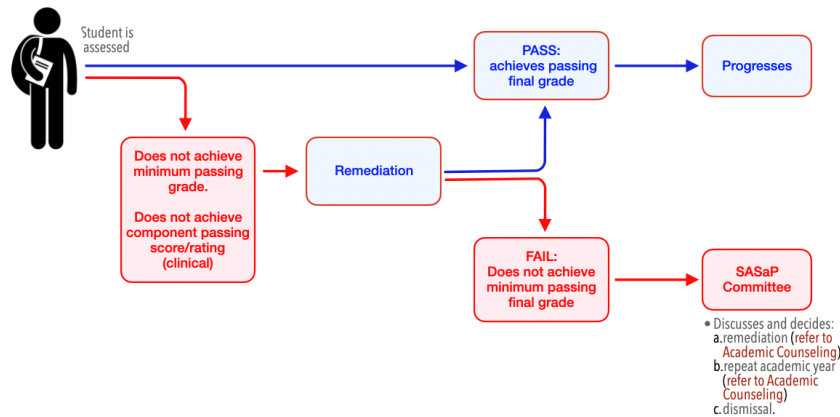 Student is
assessed
PASS:
achieves passing
final grade
Progresses
Does not achieve
minimum passing
grade.
Does not achieve
component passing
score/rating
(clinical)
Remediation
FAIL:
Does not achieve
minimum passing
final grade
SASaP
Committee
• Discusses and decides:
a.remediation (refer to
Academic Counseling)
b.repeat academic year
(refer to Academic
Counseling)
c.dismissal.